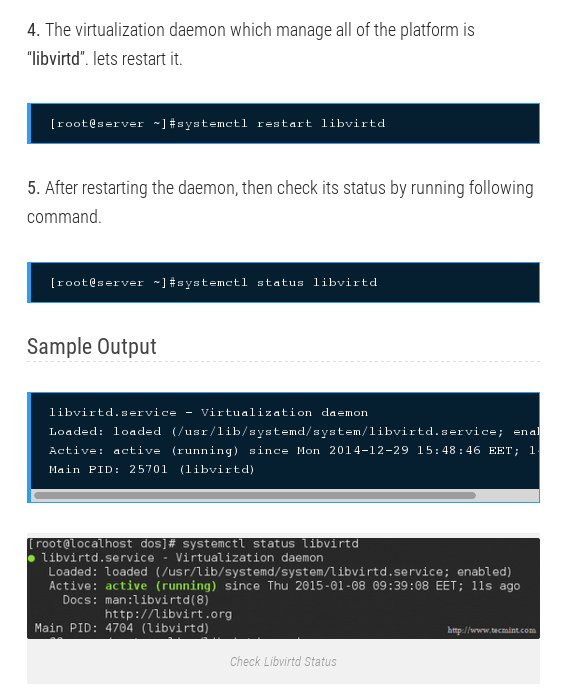 4. The virtualization daemon which manage all of the platform is
“libvirtd”. lets restart it.
[root@server ~]#systemctl restart libvirtd
5. After restarting the daemon, then check its status by running following
command.
[root@server ~]#systemctl status libvirtd
Sample Output
libvirtd.service - Virtualization daemon
Loaded: loaded (/usr/lib/systemd/system/libvirtd.service; enab
Active: active (running) since Mon 2014-12-29 15:48:46 EET; 1
Main PID: 25701 (libvirtd)
[root@localhost dos]# systemctl status libvirtd
● libvirtd.service - Virtualization daemon
Loaded: loaded (/usr/lib/systemd/system/libvirtd.service; enabled)
Active: active (running) since Thu 2015-01-08 09:39:08 EET; 11s ago
Docs: man:libvirtd(8)
http://libvirt.org
Main PID: 4704 (libvirtd)
http://www.tecmint.com
Check Libvirtd Status